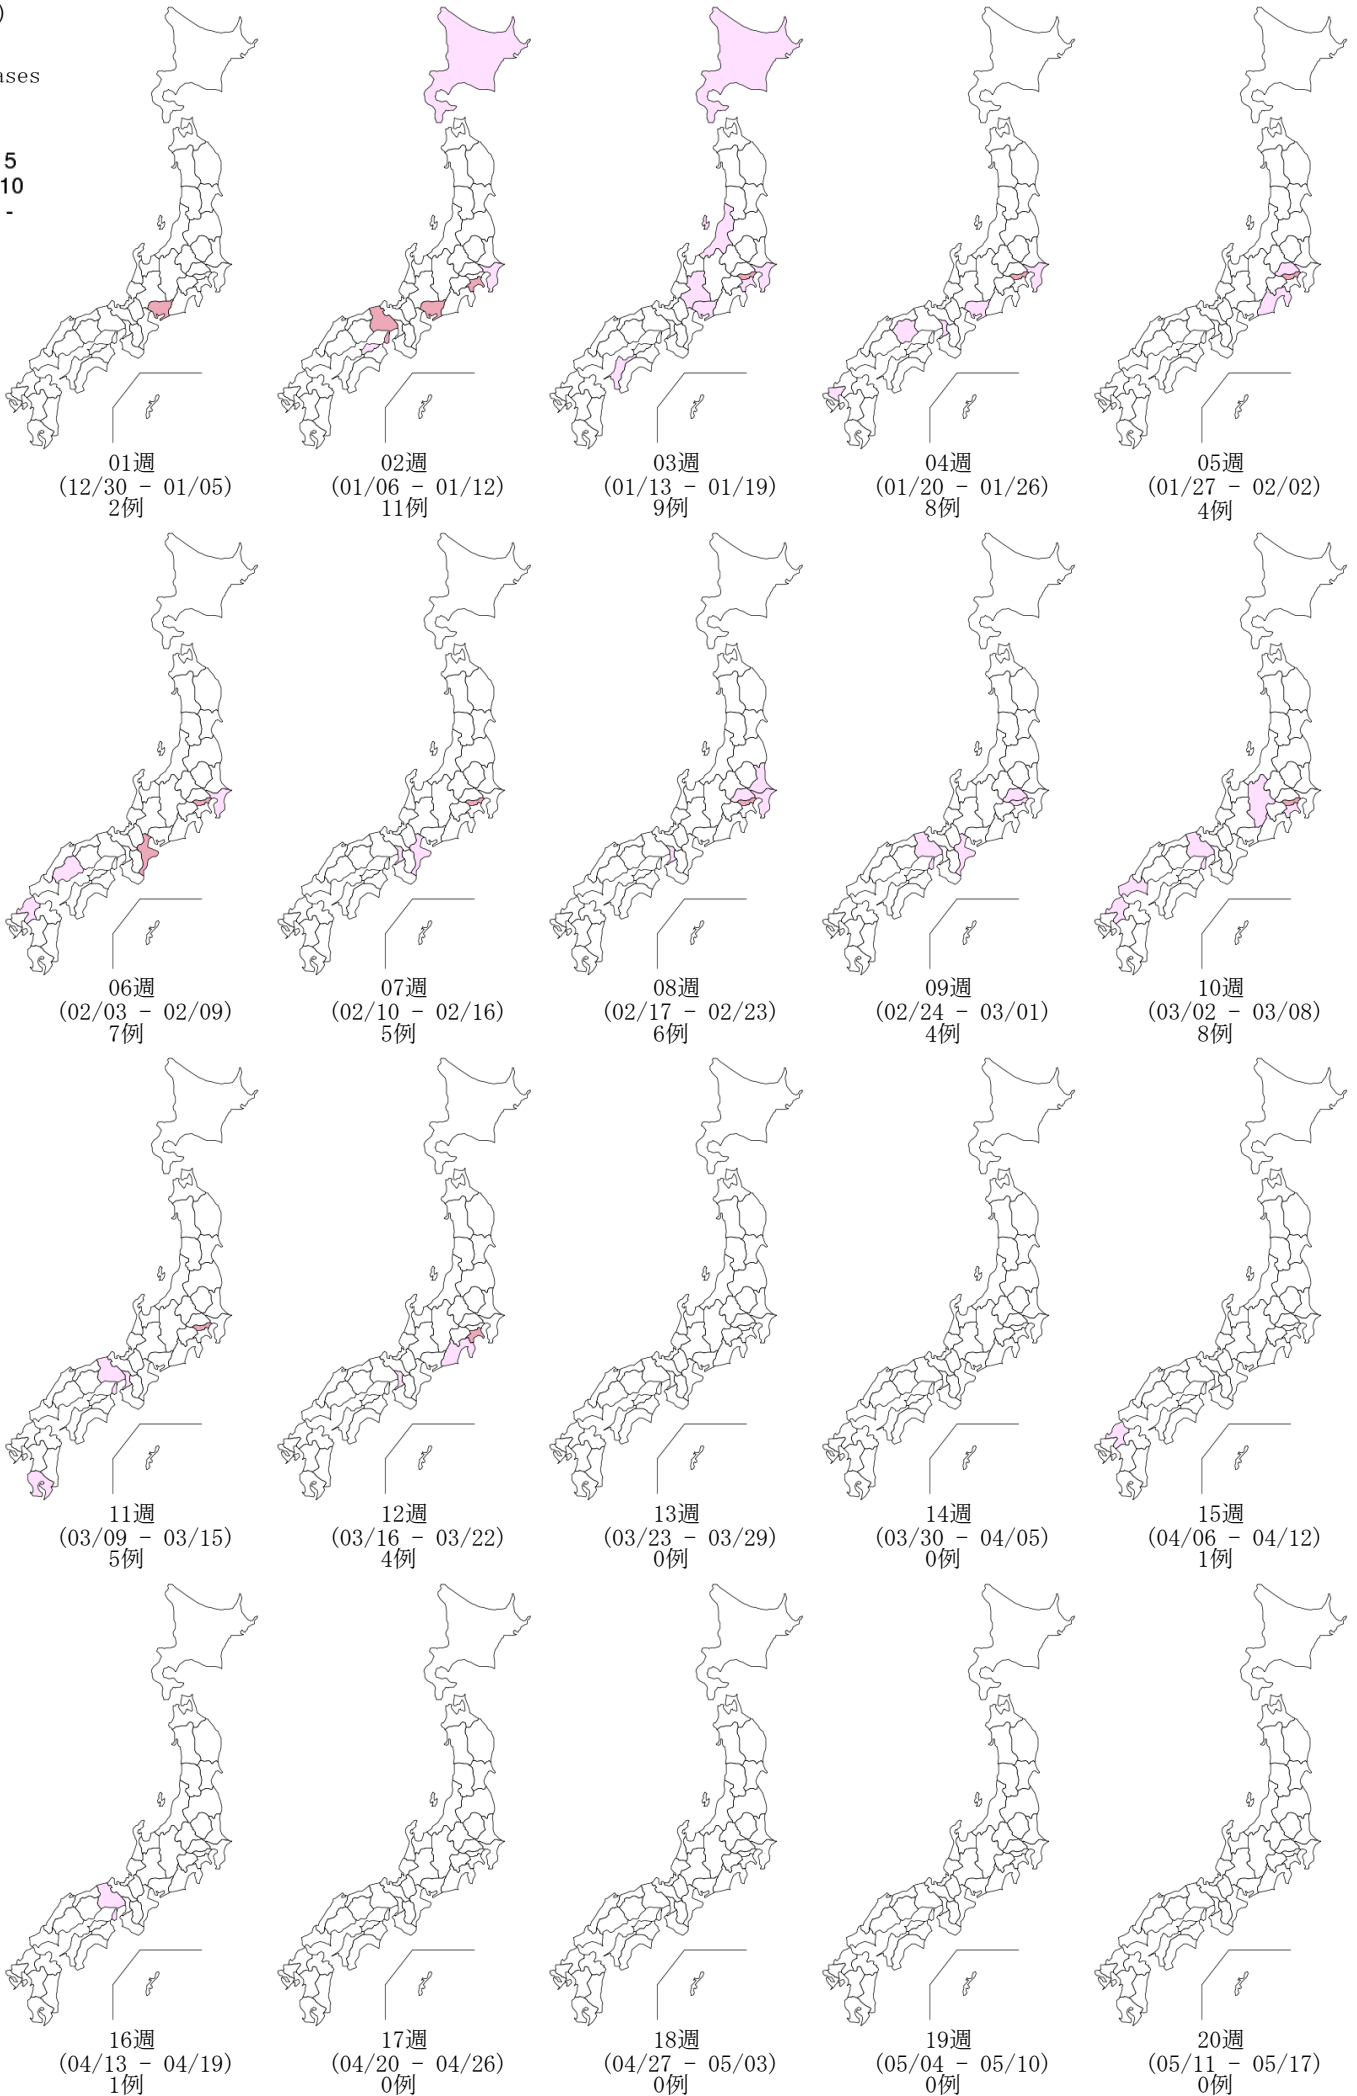 )
ases
5
10
-
01週
(12/30 - 01/05)
2例
02週
(01/06 - 01/12)
11例
03週
(01/13 - 01/19)
9例
04週
(01/20 - 01/26)
8例
05週
(01/27 - 02/02)
4例
06週
(02/03 - 02/09)
7例
07週
(02/10 - 02/16)
5例
08週
(02/17 - 02/23)
6例
09週
(02/24 - 03/01)
4例
10週
(03/02 - 03/08)
8例
11週
(03/09 - 03/15)
5例
12週
(03/16 - 03/22)
4例
13週
(03/23 - 03/29)
0例
14週
(03/30 - 04/05)
0例
15週
(04/06 - 04/12)
1例
16週
(04/13 - 04/19)
1例
17週
(04/20 - 04/26)
0例
18週
(04/27 - 05/03)
0例
19週
(05/04 - 05/10)
0例
20週
(05/11 - 05/17)
0例